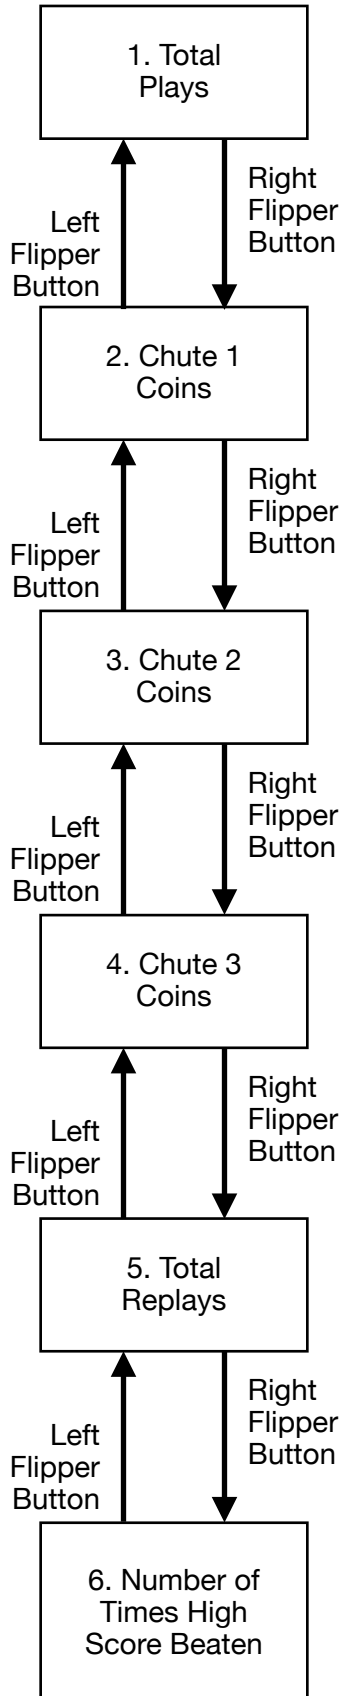 1. Total
Plays
Left
Flipper
Button
Right
Flipper
Button
2. Chute 1
Coins
Left
Flipper
Button
Right
Flipper
Button
3. Chute 2
Coins
Left
Flipper
Button
Right
Flipper
Button
4. Chute 3
Coins
Left
Flipper
Button
Right
Flipper
Button
5. Total
Replays
Left
Flipper
Button
Right
Flipper
Button
6. Number of
Times High
Score Beaten